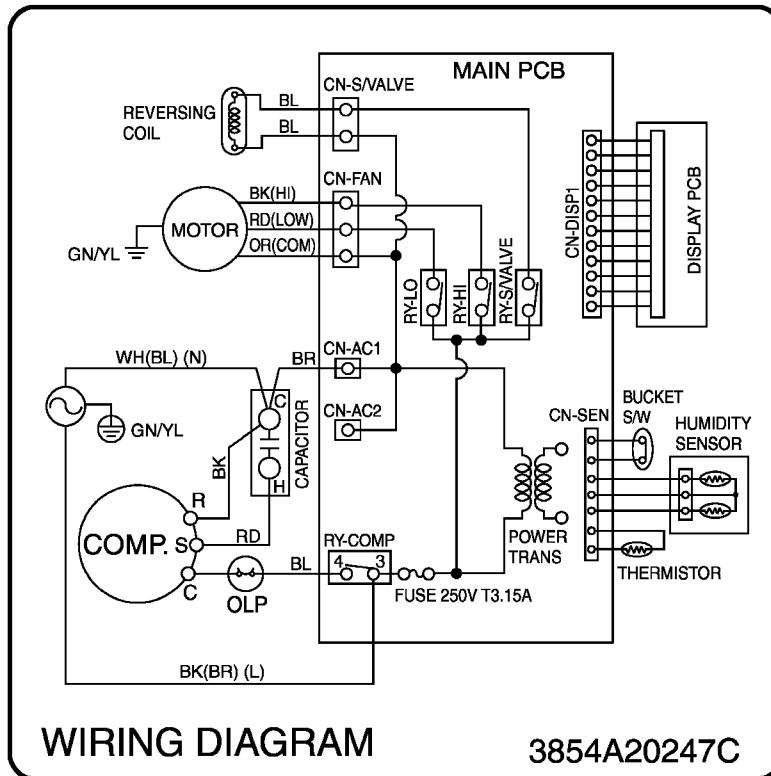 MAIN PCB
CN-S/VALVE
BL
REVERSING
COIL
BL
CN-FAN
BK(HI)
RD(LOW)
MOTOR
OR(COM)
GN/YL
CN-DISP1
DISPLAY PCB
RY-LO
RY-HI
RY-S/VALVE
WH(BL) (N)
BR
CN-AC1
C
CN-AC2
GN/YL
CAPACITOR
H
BK
CN-SEN
BUCKET
S/W
HUMIDITY
SENSOR
R
COMP.
S
RD
C
OLP
BL
RY-COMP
4 3
FUSE 250V T3.15A
POWER
TRANS
THERMISTOR
BK(BR) (L)
WIRING DIAGRAM
3854A20247C